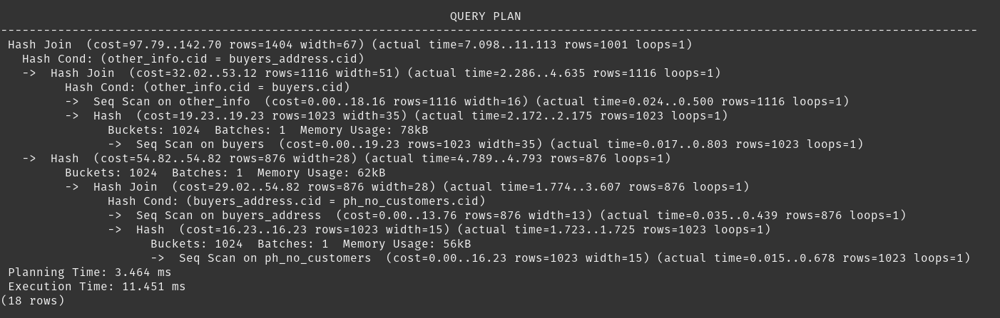 QUERY PLAN
-----------------------------------------------------------------------------------------------------------------------------------------
 Hash Join  (cost=97.79..142.70 rows=1404 width=67) (actual time=7.098..11.113 rows=1001 loops=1)
   Hash Cond: (other_info.cid = buyers_address.cid)
   ->  Hash Join  (cost=32.02..53.12 rows=1116 width=51) (actual time=2.286..4.635 rows=1116 loops=1)
         Hash Cond: (other_info.cid = buyers.cid)
         ->  Seq Scan on other_info  (cost=0.00..18.16 rows=1116 width=16) (actual time=0.024..0.500 rows=1116 loops=1)
         ->  Hash  (cost=19.23..19.23 rows=1023 width=35) (actual time=2.172..2.175 rows=1023 loops=1)
               Buckets: 1024  Batches: 1  Memory Usage: 78kB
               ->  Seq Scan on buyers  (cost=0.00..19.23 rows=1023 width=35) (actual time=0.017..0.803 rows=1023 loops=1)
   ->  Hash  (cost=54.82..54.82 rows=876 width=28) (actual time=4.789..4.793 rows=876 loops=1)
         Buckets: 1024  Batches: 1  Memory Usage: 62kB
         ->  Hash Join  (cost=29.02..54.82 rows=876 width=28) (actual time=1.774..3.607 rows=876 loops=1)
               Hash Cond: (buyers_address.cid = ph_no_customers.cid)
               ->  Seq Scan on buyers_address  (cost=0.00..13.76 rows=876 width=13) (actual time=0.035..0.439 rows=876 loops=1)
               ->  Hash  (cost=16.23..16.23 rows=1023 width=15) (actual time=1.723..1.725 rows=1023 loops=1)
                     Buckets: 1024  Batches: 1  Memory Usage: 56kB
                     ->  Seq Scan on ph_no_customers  (cost=0.00..16.23 rows=1023 width=15) (actual time=0.015..0.678 rows=1023 loops=1)
 Planning Time: 3.464 ms
 Execution Time: 11.451 ms
(18 rows)